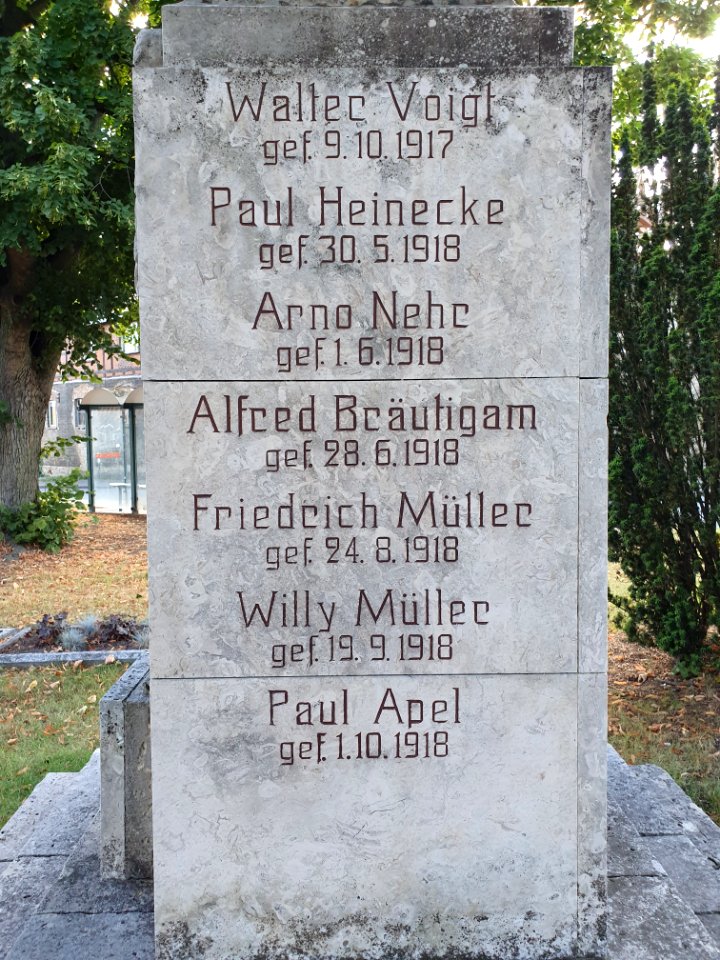 Walter Voigt
gef. 9.10.1917
Paul Heinecke
gef. 30.5.1918
Arno Nehr
gef. 1.6.1918
Alfred Bräutigam
gef. 28.6.1918
Friedrich Müller
gef. 24.8.1918
Willy Müller
gef. 19.9.1918
Paul Apel
gef. 1.10.1918